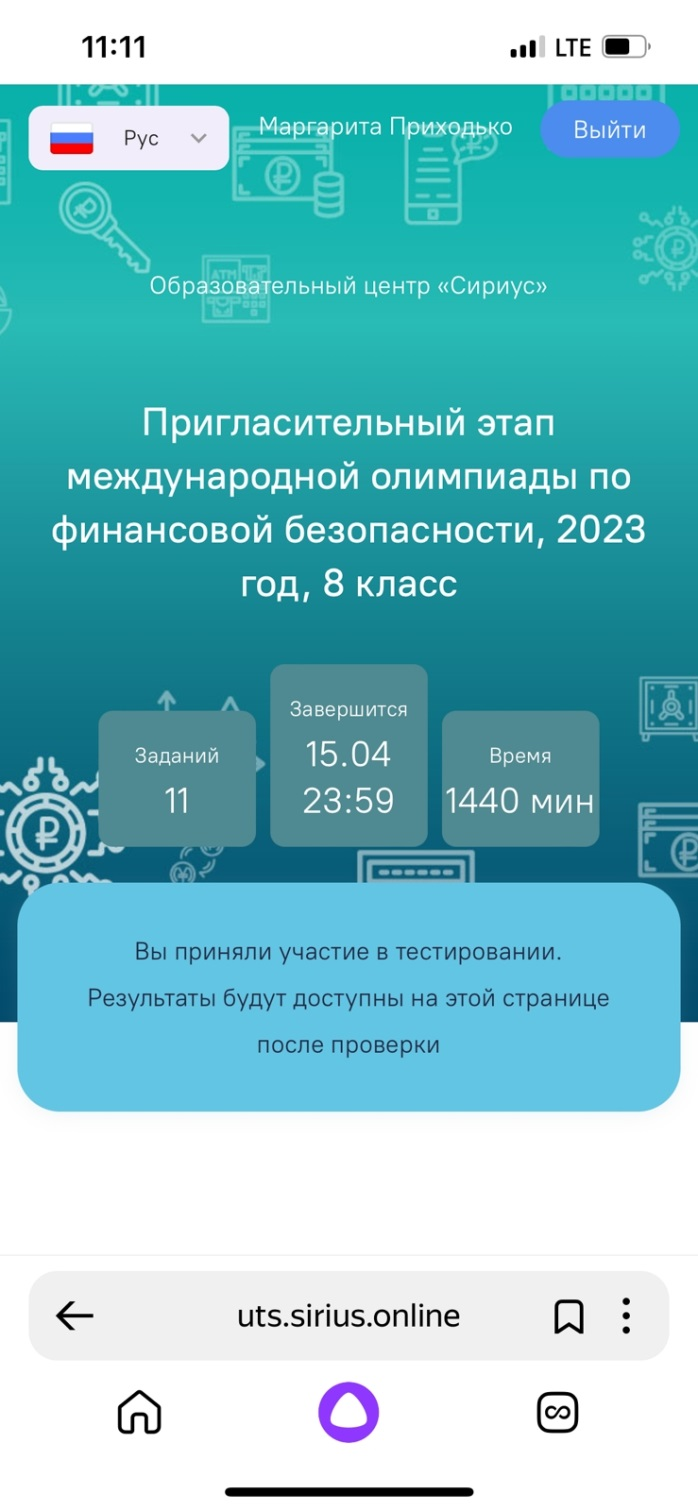 11:11
LTE
Рус
Маргарита Приходько
Выйти
ATM
Образовательный центр «Сириус»
Пригласительный этап
международной олимпиады по
финансовой безопасности, 2023
год, 8 класс
Заданий
11
Завершится
15.04
23:59
Время
1440 мин
Вы приняли участие в тестировании.
Результаты будут доступны на этой странице
после проверки
uts.sirius.online